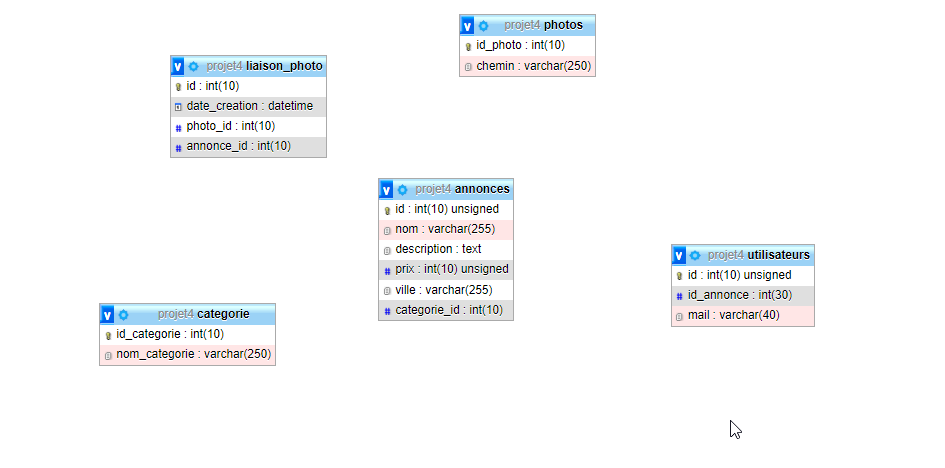 projet4 photos
id_photo : int(10)
chemin : varchar(250)
projet4 liaison_photo
id : int(10)
date_creation : datetime
photo_id : int(10)
annonce_id : int(10)
projet4 annonces
id : int(10) unsigned
nom : varchar(255)
description : text
prix : int(10) unsigned
ville : varchar(255)
categorie_id : int(10)
projet4 utilisateurs
id : int(10) unsigned
id_annonce : int(30)
mail : varchar(40)
projet4 categorie
id_categorie : int(10)
nom_categorie : varchar(250)